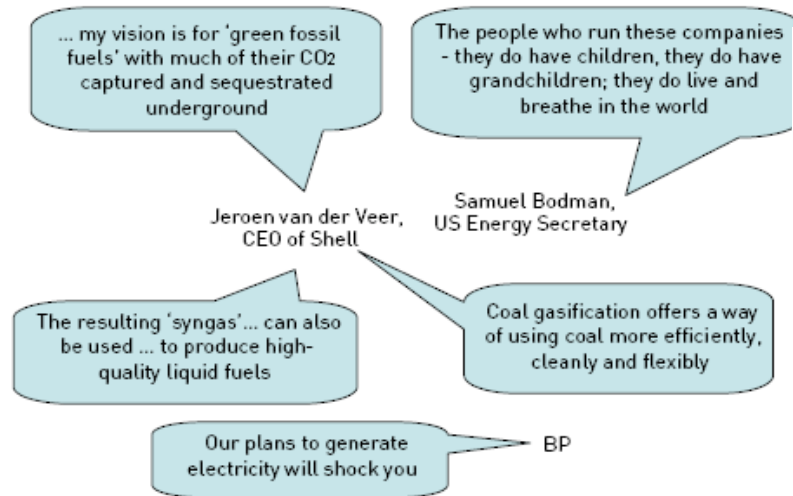 ... my vision is for ‘green fossil
fuels’ with much of their CO2
captured and sequestrated
underground
The people who run these companies
- they do have children, they do have
grandchildren; they do live and
breathe in the world
Jeroen van der Veer,
CEO of Shell
Samuel Bodman,
US Energy Secretary
The resulting ‘syngas’... can also
be used ... to produce high-
quality liquid fuels
Coal gasification offers a way
of using coal more efficiently,
cleanly and flexibly
Our plans to generate
electricity will shock you
BP